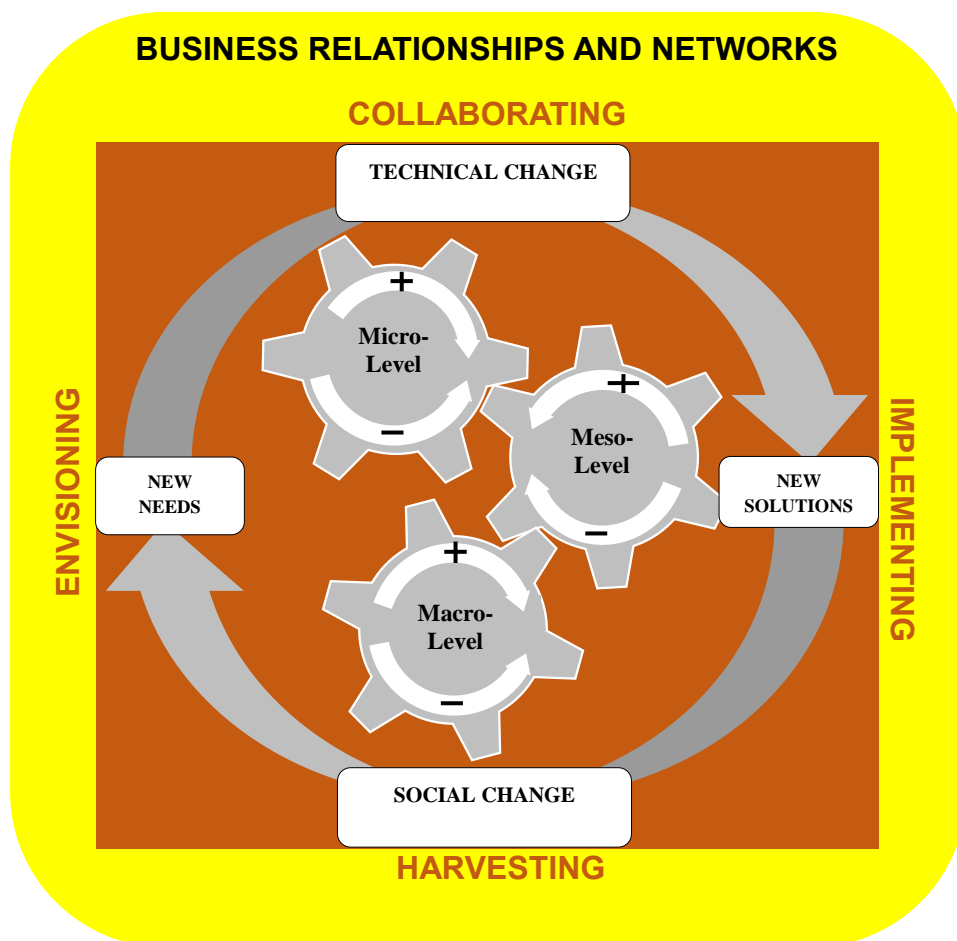 BUSINESS RELATIONSHIPS AND NETWORKS
COLLABORATING
TECHNICAL CHANGE
+
Micro-
Level
−
+
Meso-
Level
−
ENVISIONING
NEW
NEEDS
NEW
SOLUTIONS
IMPLEMENTING
+
Macro-
Level
−
SOCIAL CHANGE
HARVESTING